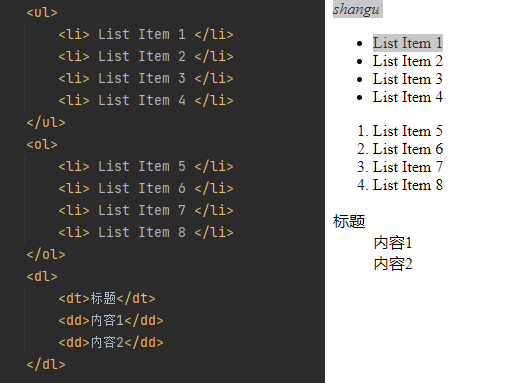 <ul>
<li> List Item 1 </li>
<li> List Item 2 </li>
<li> List Item 3 </li>
<li> List Item 4 </li>
</ul>
<ol>
<li> List Item 5 </li>
<li> List Item 6 </li>
<li> List Item 7 </li>
<li> List Item 8 </li>
</ol>
<dl>
<dt>标题</dt>
<dd>内容1</dd>
<dd>内容2</dd>
</dl>
shangu
• List Item 1
• List Item 2
• List Item 3
• List Item 4
1. List Item 5
2. List Item 6
3. List Item 7
4. List Item 8
标题
内容1
内容2